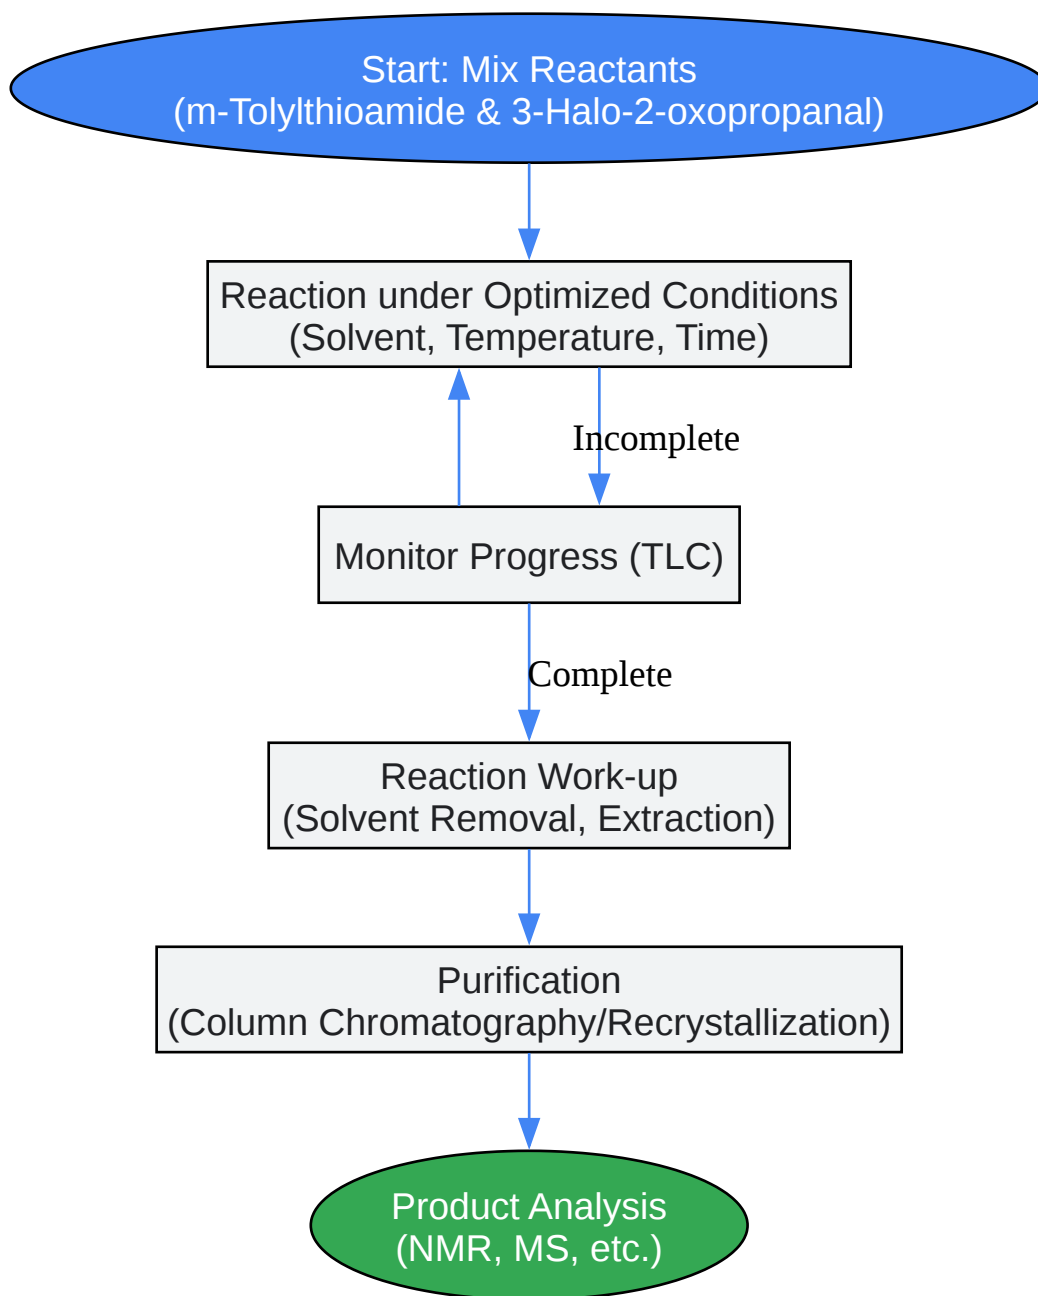 Start: Mix Reactants
(m-Tolylthioamide & 3-Halo-2-oxopropanal)
Reaction under Optimized Conditions
(Solvent, Temperature, Time)
Incomplete
Monitor Progress (TLC)
Complete
Reaction Work-up
(Solvent Removal, Extraction)
Purification
(Column Chromatography/Recrystallization)
Product Analysis
(NMR, MS, etc.)